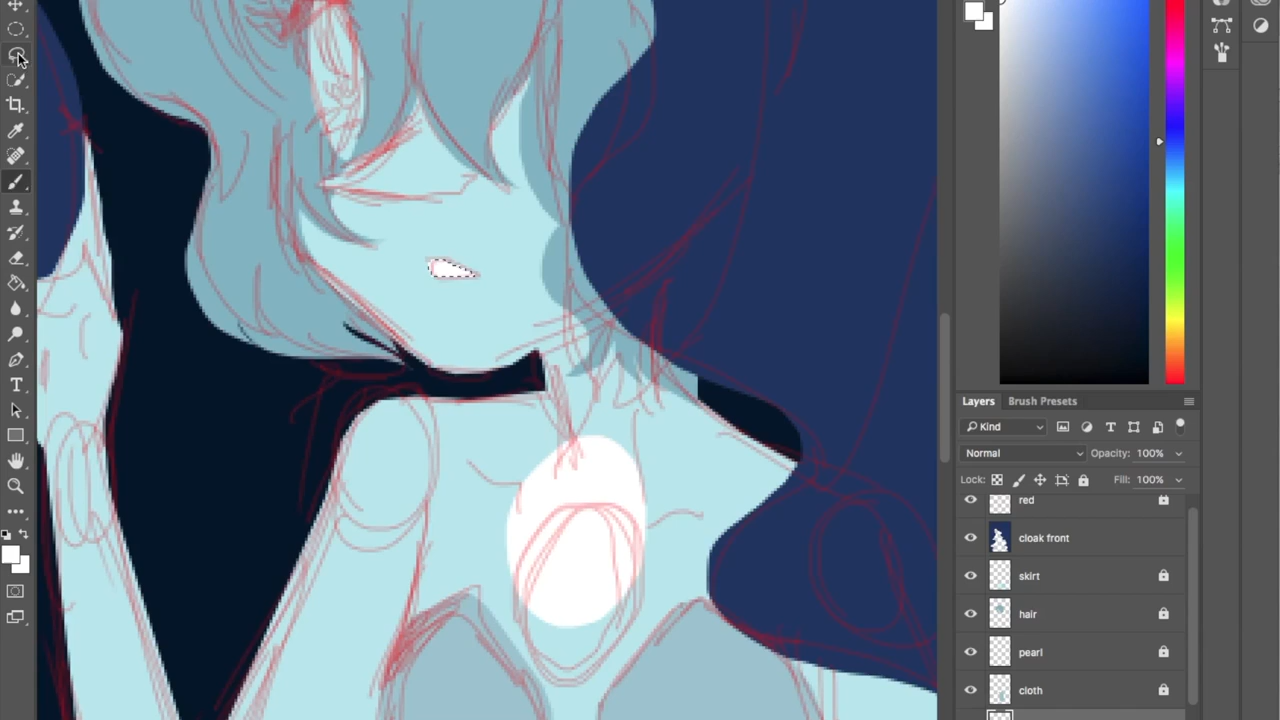 Layers Brush Presets
Kind
Normal Opacity: 100%
Lock: Fill: 100%
red
cloak front
skirt
hair
pearl
cloth